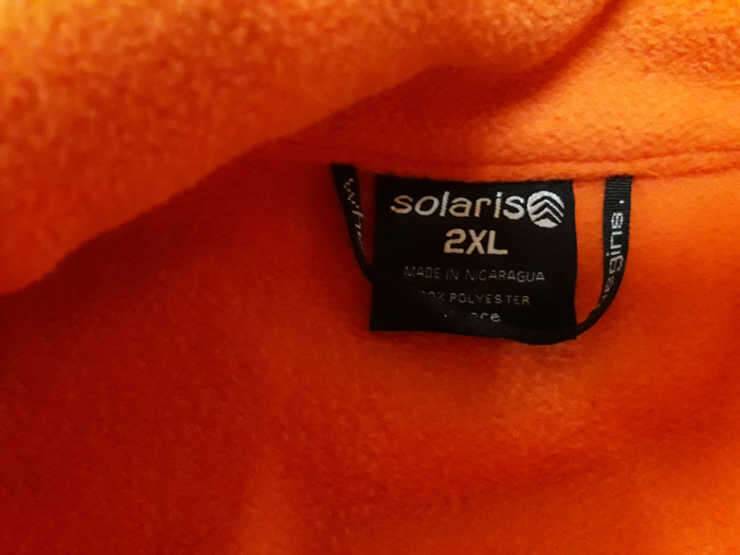 solaris
2XL
MADE IN NICARAGUA
POLYESTER